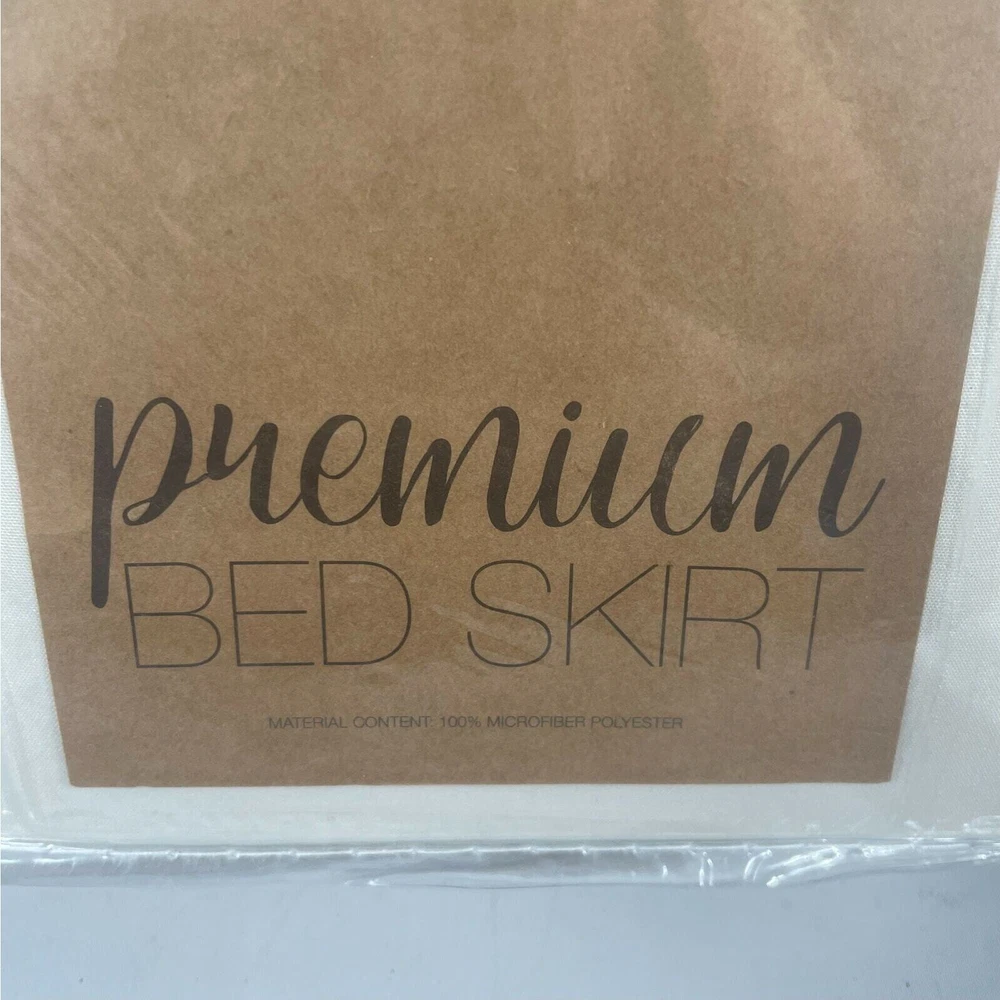 premium
BED SKIRT
MATERIAL CONTENT: 100% MICROFIBER POLYESTER